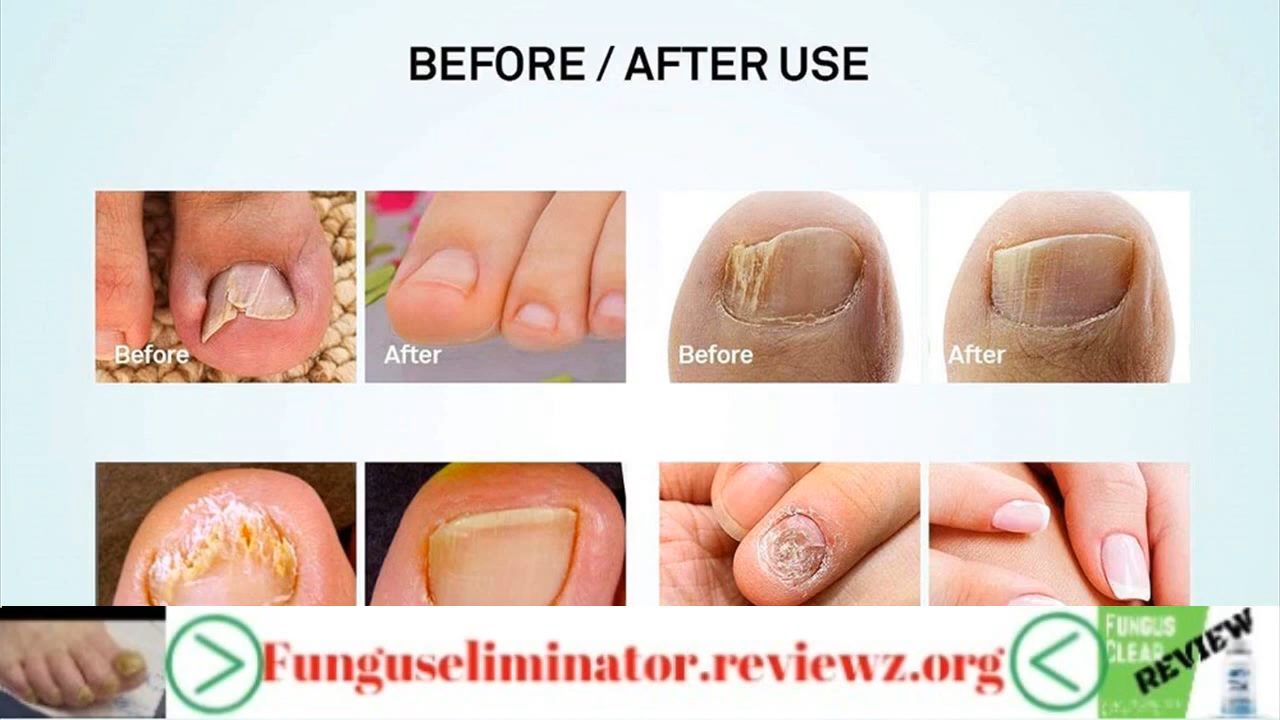 BEFORE / AFTER USE
Before
After
Before
After
Funguseliminator.reviewz.org
FUNGUS
CLEAR
REVIEW